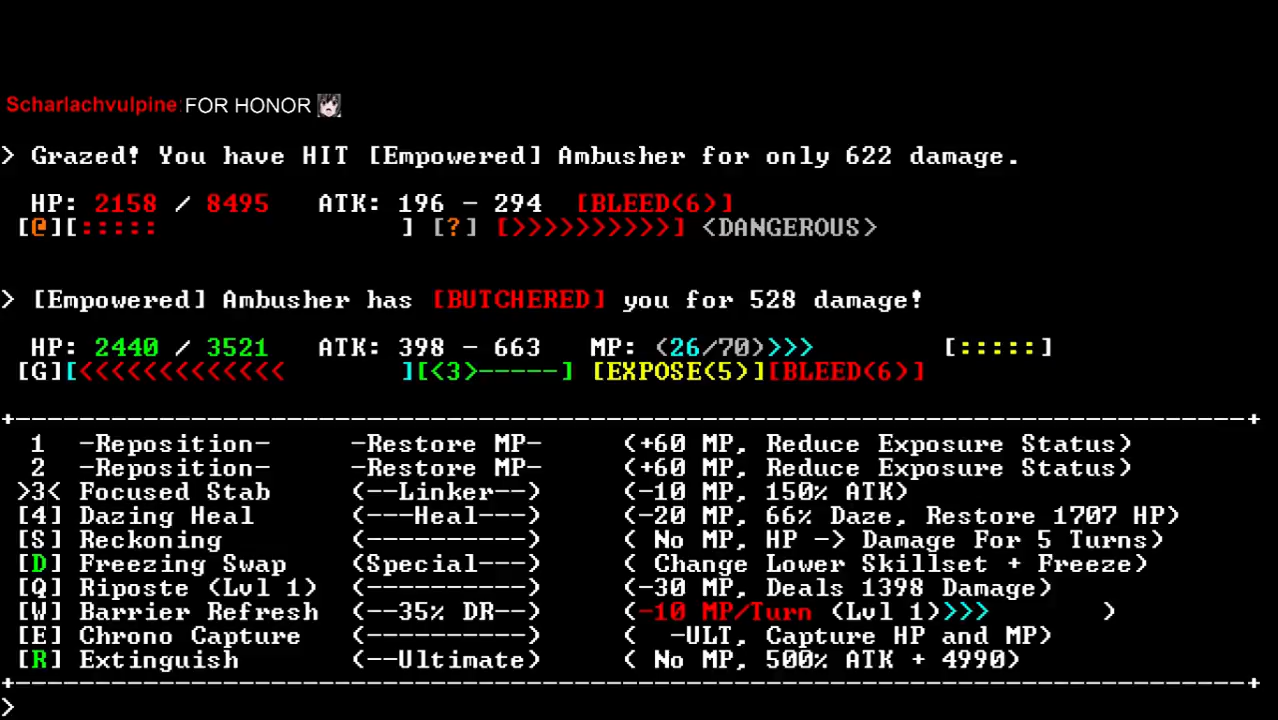 Scharlachvulpine: FOR HONOR
> Grazed! You have HIT [Empowered] Ambusher for only 622 damage.
HP: 2158 / 8495 ATK: 196 - 294 [BLEED(6)]
[@][::::: ] [?] [>>>>>>>>>>] <DANGEROUS>
> [Empowered] Ambusher has [BUTCHERED] you for 528 damage!
HP: 2440 / 3521 ATK: 398 - 663 MP: (26/70)>>> [:::::]
[G][<<<<<<<<<<<<< ][<3>-----] [EXPOSE(5)][BLEED(6)]
+------------------------------------------------------------------------------+
1 -Reposition- -Restore MP- (+60 MP, Reduce Exposure Status)
2 -Reposition- -Restore MP- (+60 MP, Reduce Exposure Status)
>3< Focused Stab (--Linker--) (-10 MP, 150% ATK)
[4] Dazing Heal (---Heal---) (-20 MP, 66% Daze, Restore 1707 HP)
[S] Reckoning (----------) ( No MP, HP -> Damage For 5 Turns)
[D] Freezing Swap (Special---) ( Change Lower Skillset + Freeze)
[Q] Riposte (Lvl 1) (----------) (-30 MP, Deals 1398 Damage)
[W] Barrier Refresh (--35% DR--) (-10 MP/Turn (Lvl 1)>>> )
[E] Chrono Capture (----------) ( -ULT, Capture HP and MP)
[R] Extinguish (--Ultimate) ( No MP, 500% ATK + 4990)
+------------------------------------------------------------------------------+
>